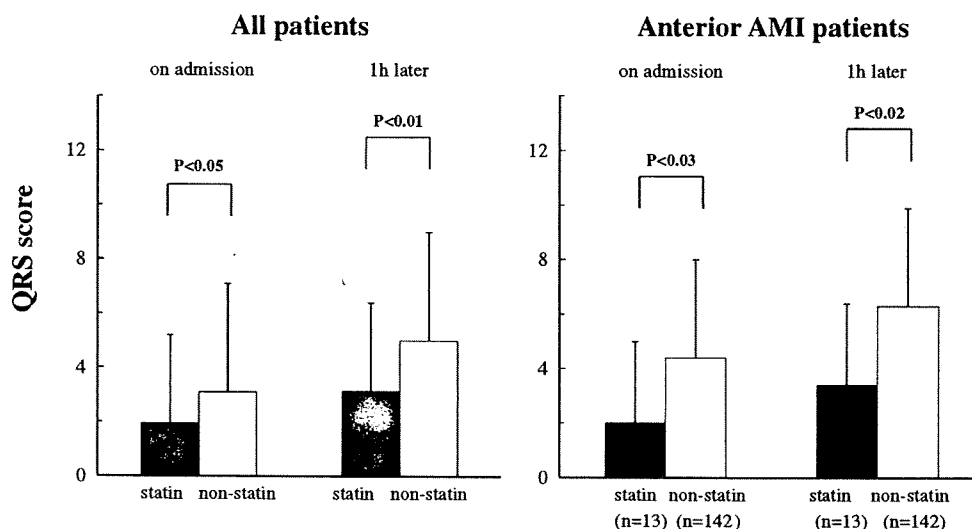 All patients
on admission 1h later
QRS score
12
8
4
0
P<0.05
P<0.01
statin non-statin statin non-statin
Anterior AMI patients
on admission 1h later
12
8
4
0
P<0.03
P<0.02
statin non-statin statin non-statin
(n=13) (n=142) (n=13) (n=142)